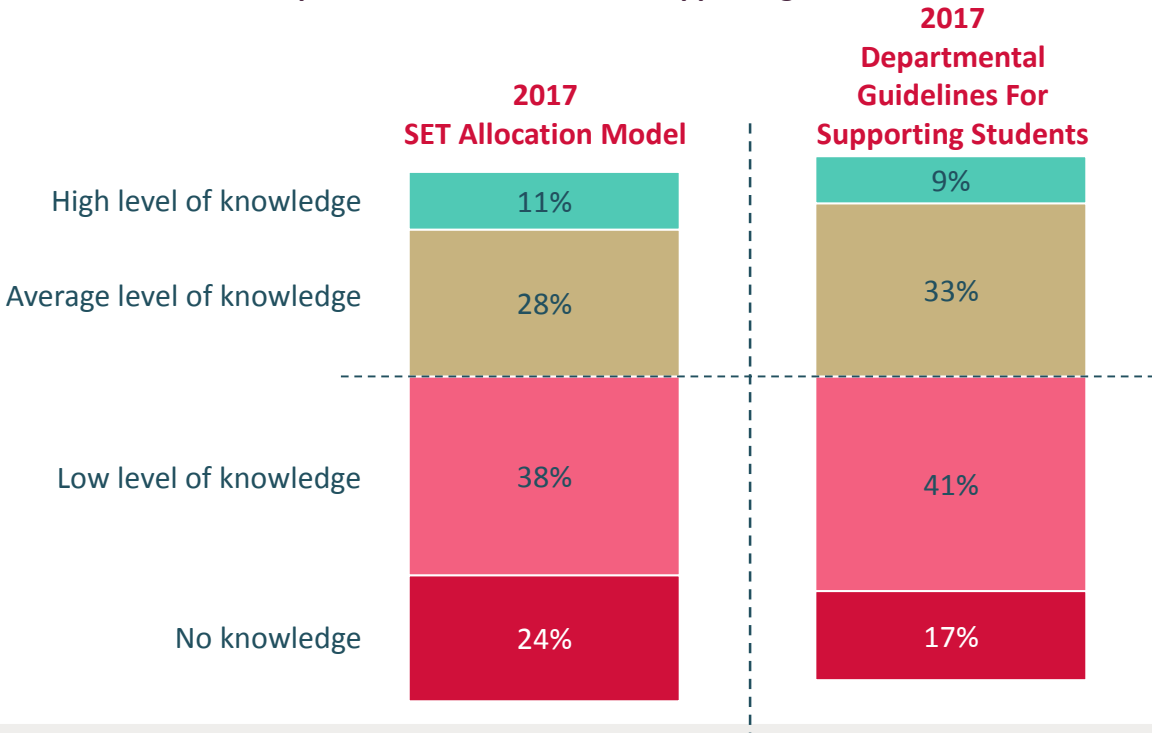 2017
SET Allocation Model
2017
Departmental
Guidelines For
Supporting Students
High level of knowledge
11%
9%
Average level of knowledge
28%
33%
Low level of knowledge
38%
41%
No knowledge
24%
17%